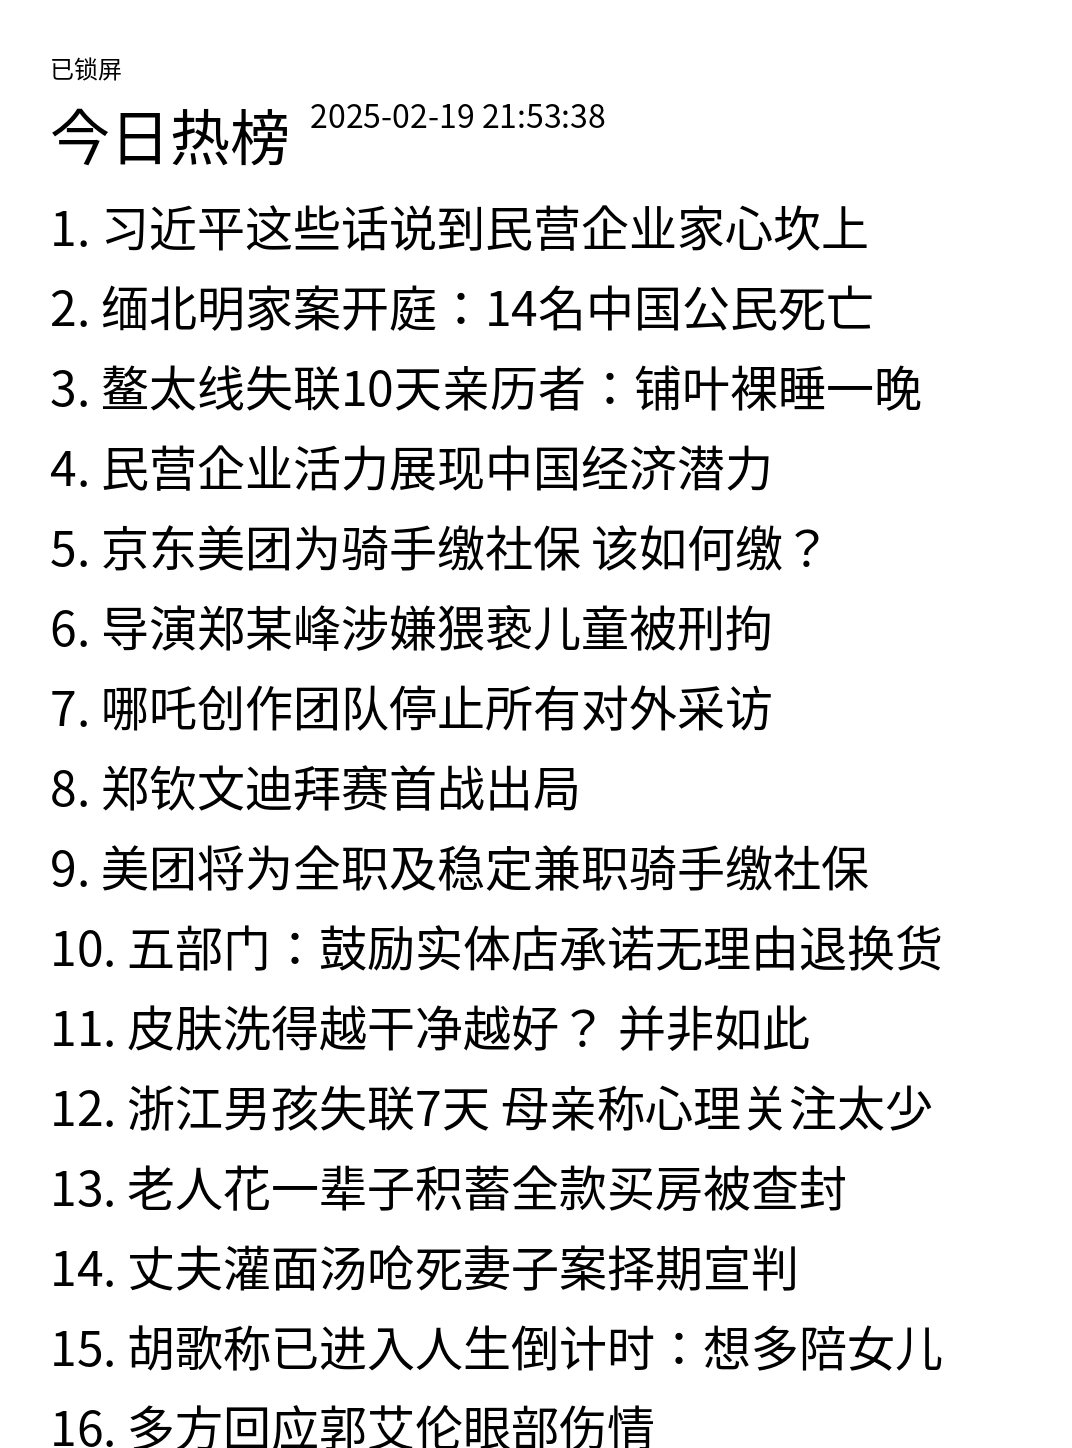 已锁屏
今日热榜 2025-02-19 21:53:38
1. 习近平这些话说到民营企业家心坎上
2. 缅北明家案开庭：14名中国公民死亡
3. 鳌太线失联10天亲历者：铺叶裸睡一晚
4. 民营企业活力展现中国经济潜力
5. 京东美团为骑手缴社保 该如何缴？
6. 导演郑某峰涉嫌猥亵儿童被刑拘
7. 哪吒创作团队停止所有对外采访
8. 郑钦文迪拜赛首战出局
9. 美团将为全职及稳定兼职骑手缴社保
10. 五部门：鼓励实体店承诺无理由退换货
11. 皮肤洗得越干净越好？ 并非如此
12. 浙江男孩失联7天 母亲称心理关注太少
13. 老人花一辈子积蓄全款买房被查封
14. 丈夫灌面汤呛死妻子案择期宣判
15. 胡歌称已进入人生倒计时：想多陪女儿
16. 多方回应郭艾伦眼部伤情